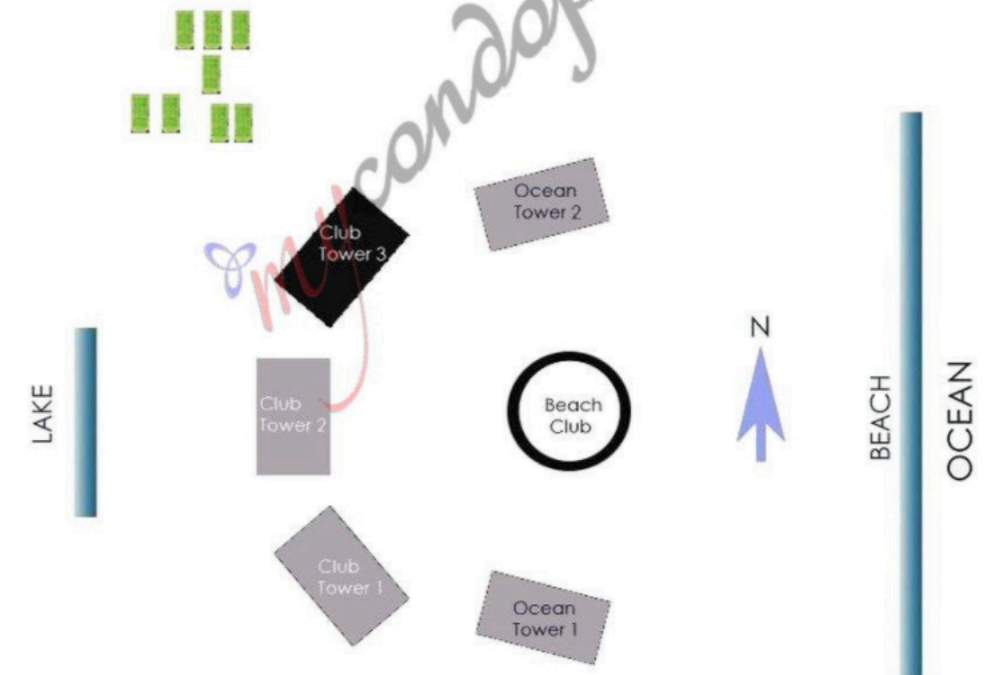 mycondop
Ocean
Tower 2
Club
Tower 3
N
LAKE
Club
Tower 2
Beach
Club
BEACH
OCEAN
Club
Tower 1
Ocean
Tower 1